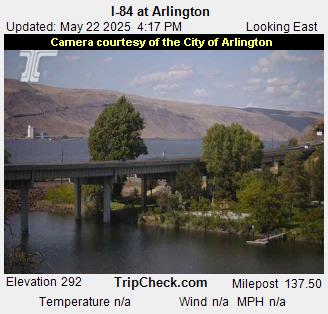 I-84 at Arlington
Updated: May 22 2025 4:17 PM Looking East
Camera courtesy of the City of Arlington
Elevation 292 TripCheck.com Milepost 137.50
Temperature n/a Wind n/a MPH n/a